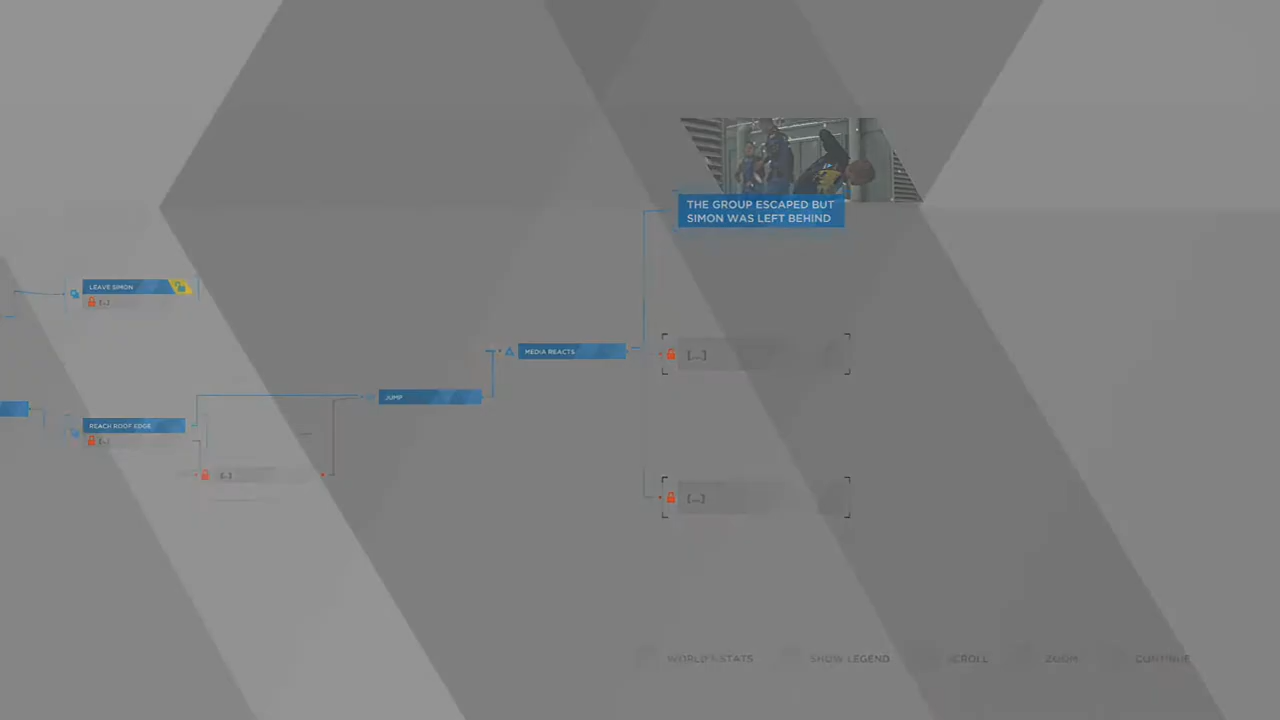 THE GROUP ESCAPED BUT
SIMON WAS LEFT BEHIND
LEAVE SIMON
[...]
MEDIA REACTS
[...]
JUMP
REACH ROOF EDGE
[...]
[...]
[...]
WORLD STATS
SHOW LEGEND
SCROLL
ZOOM
CONTINUE